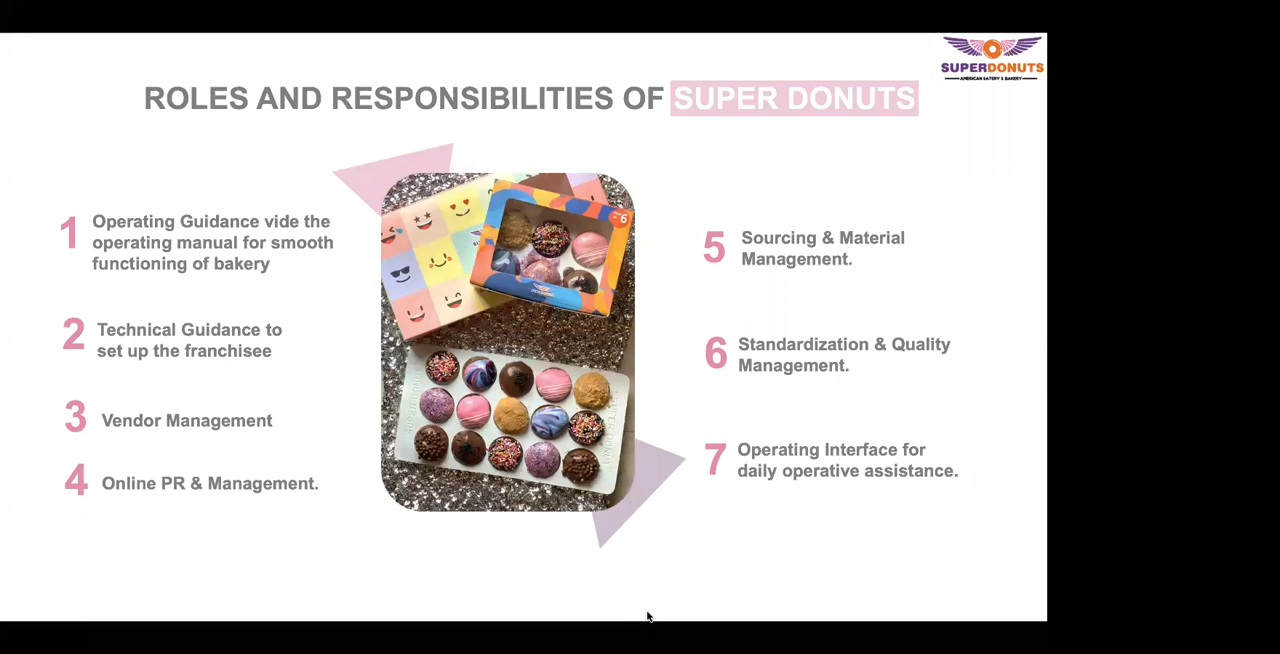 SUPERDONUTS
AMERICAN EATERY & BAKERY
ROLES AND RESPONSIBILITIES OF SUPER DONUTS
1 Operating Guidance vide the
operating manual for smooth
functioning of bakery
2 Technical Guidance to
set up the franchisee
3 Vendor Management
4 Online PR & Management.
6
5 Sourcing & Material
Management.
6 Standardization & Quality
Management.
7 Operating Interface for
daily operative assistance.